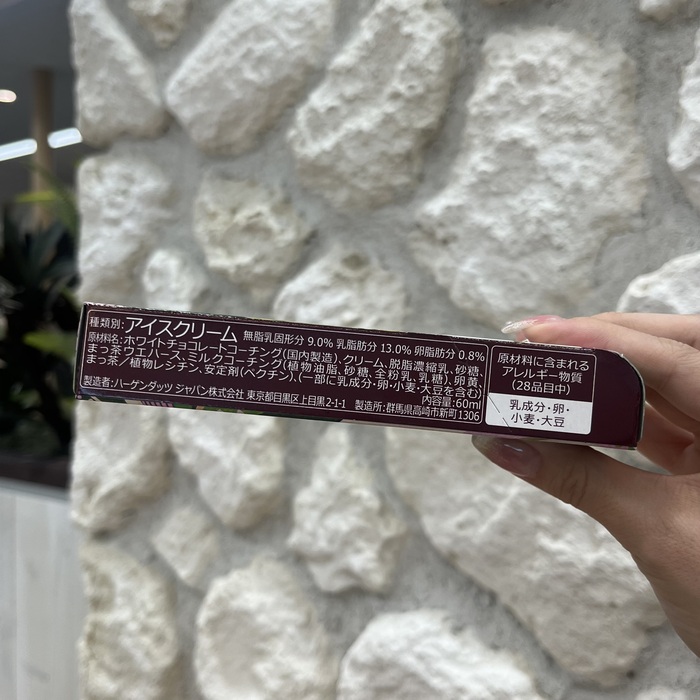 種類別:アイスクリーム 無脂乳固形分 9.0% 乳脂肪分 13.0% 卵脂肪分 0.8%
原材料名:ホワイトチョコレートコーチング(国内製造)、クリーム、脱脂濃縮乳、砂糖、
まっ茶ウエハース、ミルクコーチング(植物油脂、砂糖、全粉乳、乳糖)、卵黄、
まっ茶/植物レシチン、安定剤(ペクチン)、(一部に乳成分・卵・小麦・大豆を含む)
内容量:60ml
製造者:ハーゲンダッツ ジャパン株式会社 東京都目黒区上目黒2-1-1 製造所:群馬県高崎市新町1306
原材料に含まれる
アレルギー物質
(28品目中)
乳成分・卵・
小麦・大豆